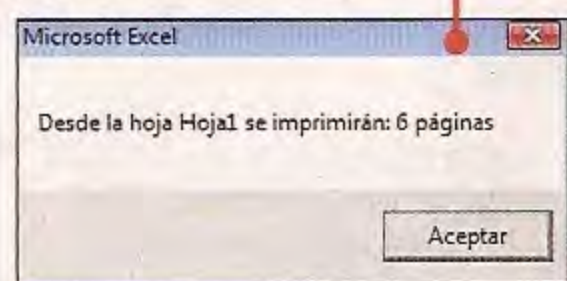 Microsoft Excel
Desde la hoja Hoja1 se imprimirán: 6 páginas
Aceptar